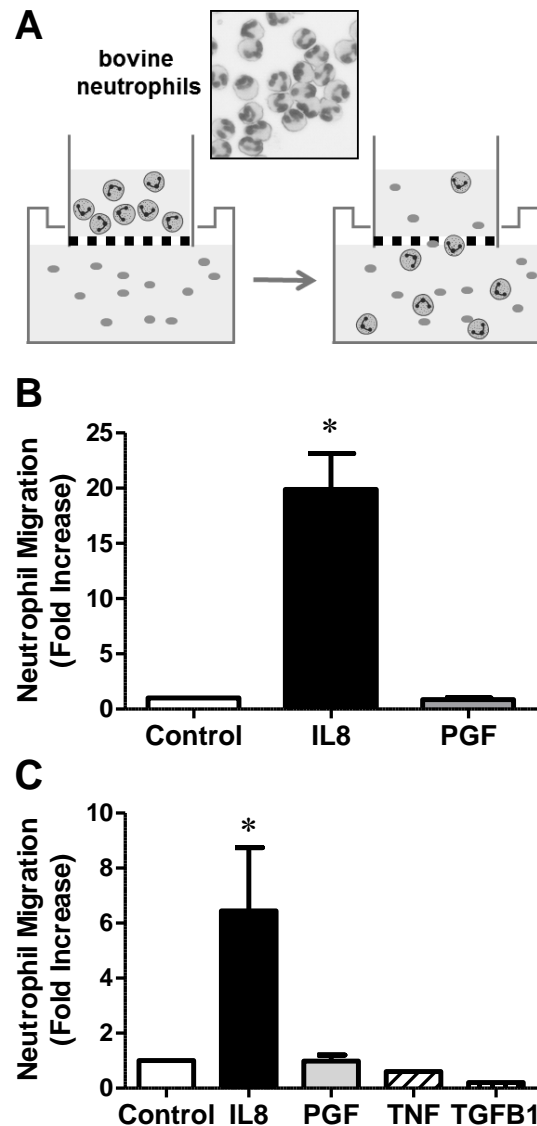 A
bovine
neutrophils
B
Neutrophil Migration
(Fold Increase)
25
20
15
10
5
0
*
Control IL8 PGF
C
Neutrophil Migration
(Fold Increase)
10
8
6
4
2
0
*
Control IL8 PGF TNF TGFB1